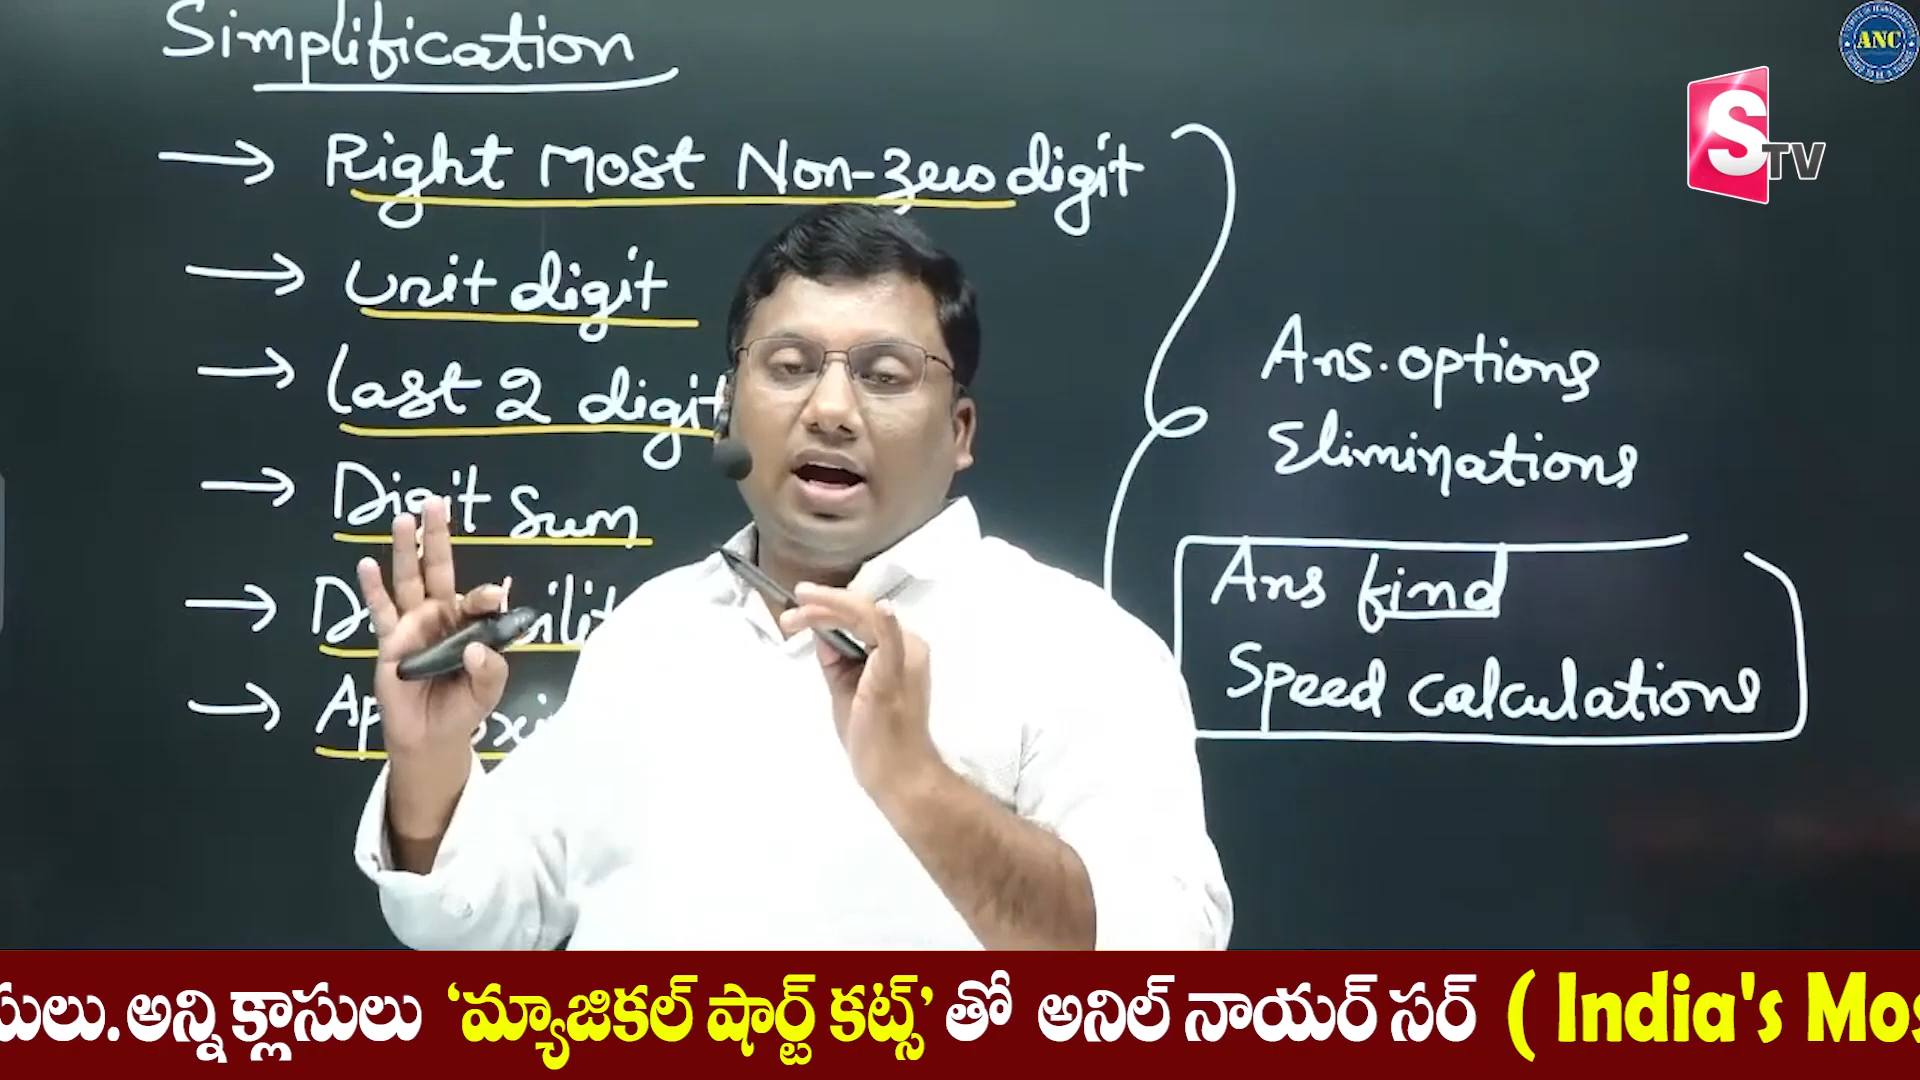 Simplification
ANC
STV
→ Right Most Non-zero digit
→ unit digit
→ last 2 digit
→ Digit Sum
Ans. options
Eliminations
Ans find
Speed calculations
అన్ని క్లాసులు ‘మ్యాజికల్ షార్ట్ కట్స్’ తో అనిల్ నాయర్ సర్ ( India's